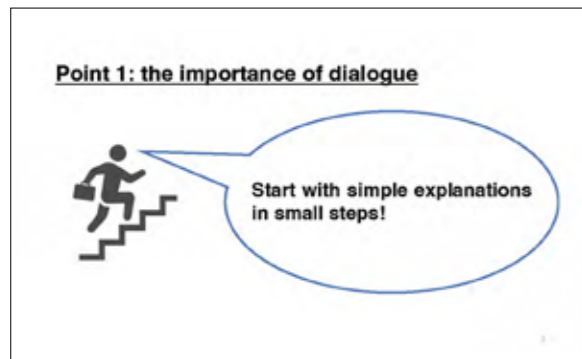 Point 1: the importance of dialogue
Start with simple explanations
in small steps!